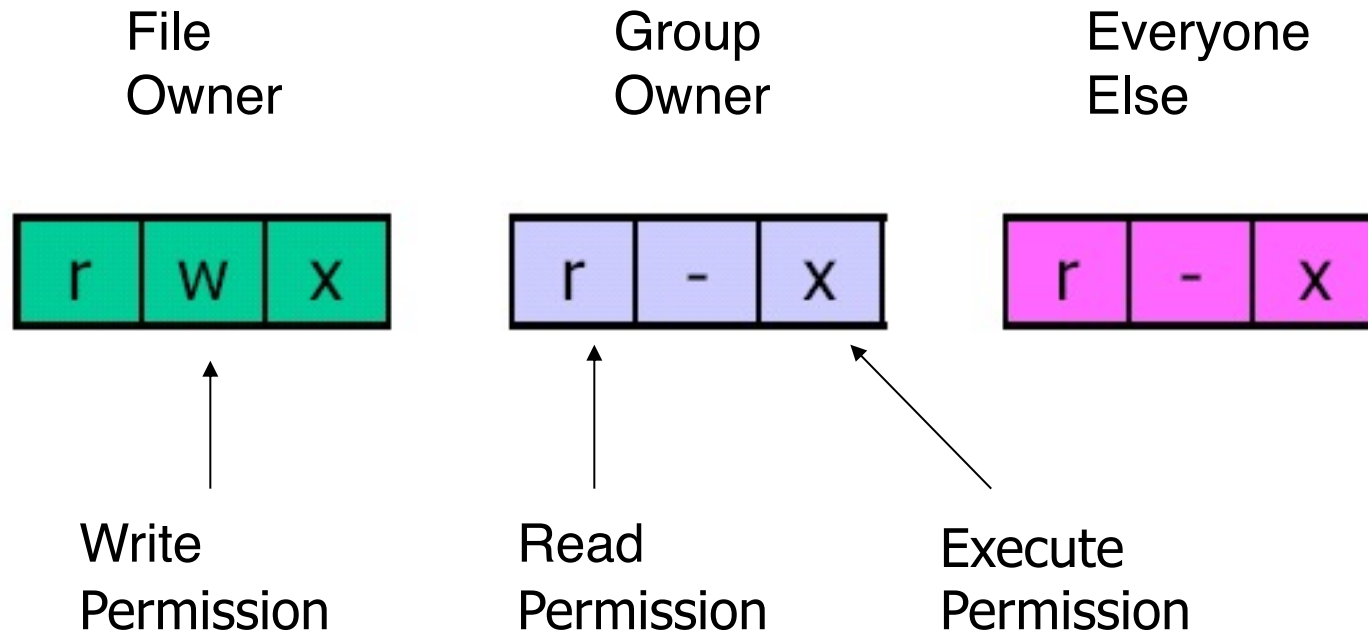 File
Owner
Group
Owner
Everyone
Else
r w x
r - x
r - x
Write
Permission
Read
Permission
Execute
Permission